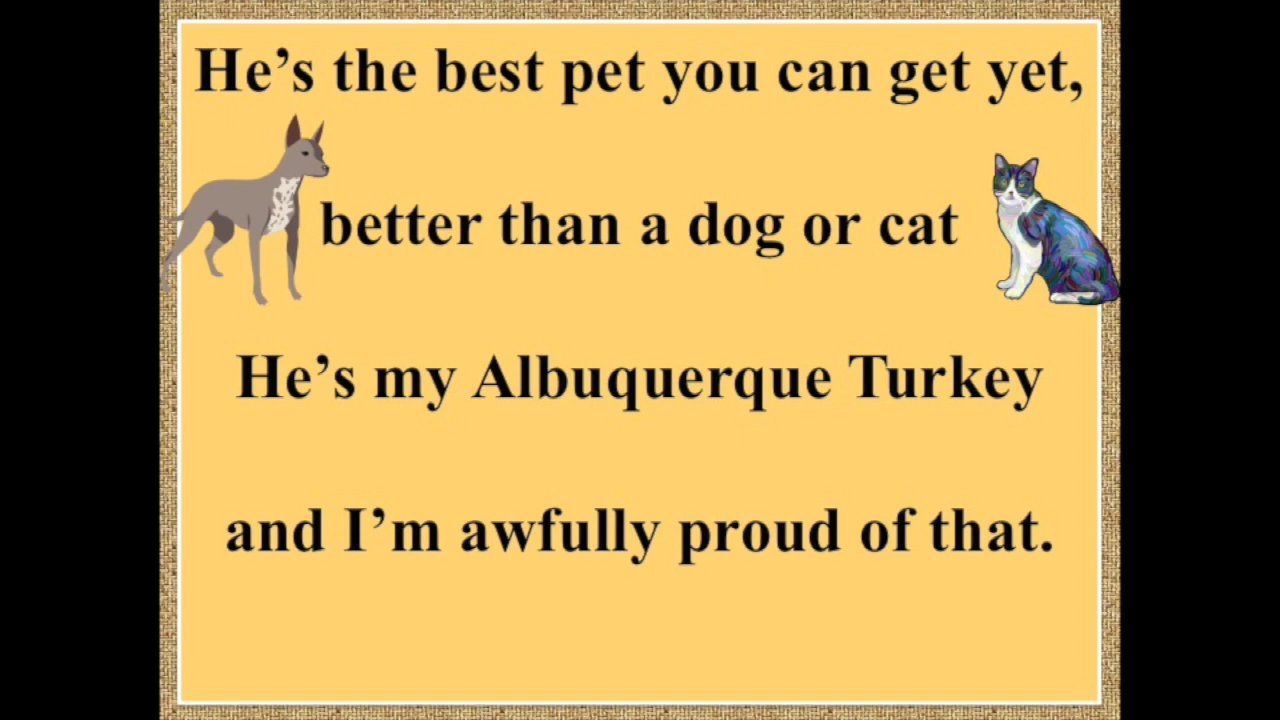 He’s the best pet you can get yet,
better than a dog or cat
He’s my Albuquerque Turkey
and I’m awfully proud of that.